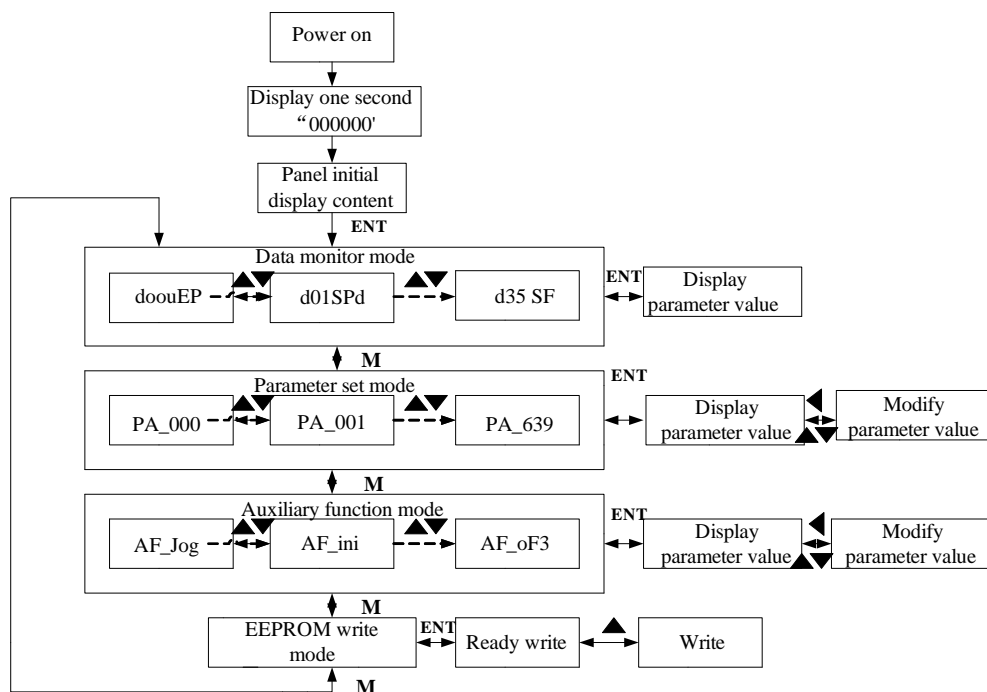 Power on
Display one second
“000000'
Panel initial
display content
ENT
Data monitor mode
doouEP
d01SPd
d35 SF
ENT
Display
parameter value
M
Parameter set mode
PA_000
PA_001
PA_639
ENT
Display
parameter value
Modify
parameter value
M
Auxiliary function mode
AF_Jog
AF_ini
AF_oF3
ENT
Display
parameter value
Modify
parameter value
M
EEPROM write
mode
ENT
Ready write
Write
M